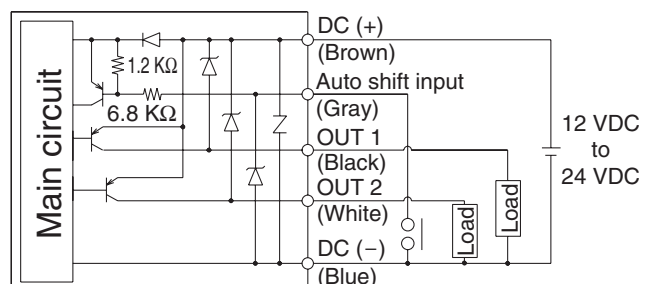 Main circuit
1.2 KΩ
6.8 KΩ
DC (+)
(Brown)
Auto shift input
(Gray)
OUT 1
(Black)
OUT 2
(White)
DC (−)
(Blue)
Load
Load
12 VDC
to
24 VDC